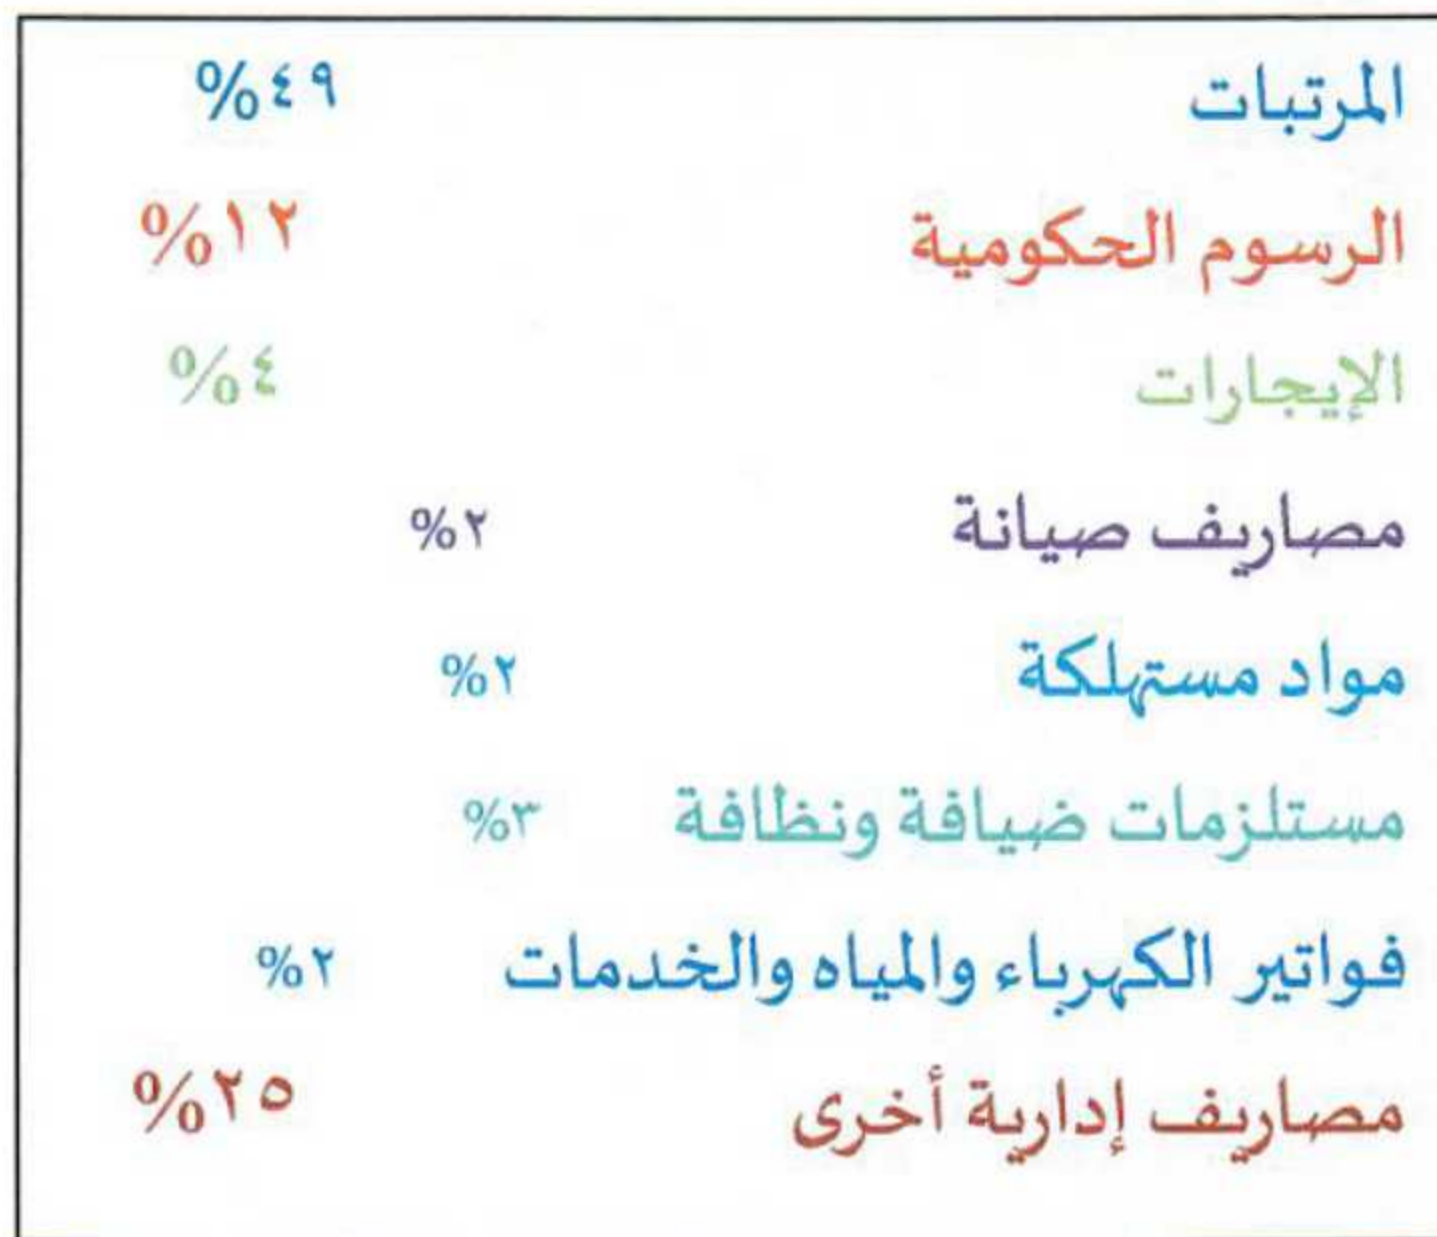 المرتبات ٤٩%
الرسوم الحكومية ١٢%
الإيجارات ٤%
مصاريف صيانة ٢%
مواد مستهلكة ٢%
مستلزمات ضيافة ونظافة ٣%
فواتير الكهرباء والمياه والخدمات ٢%
مصاريف إدارية أخرى ٢٥%